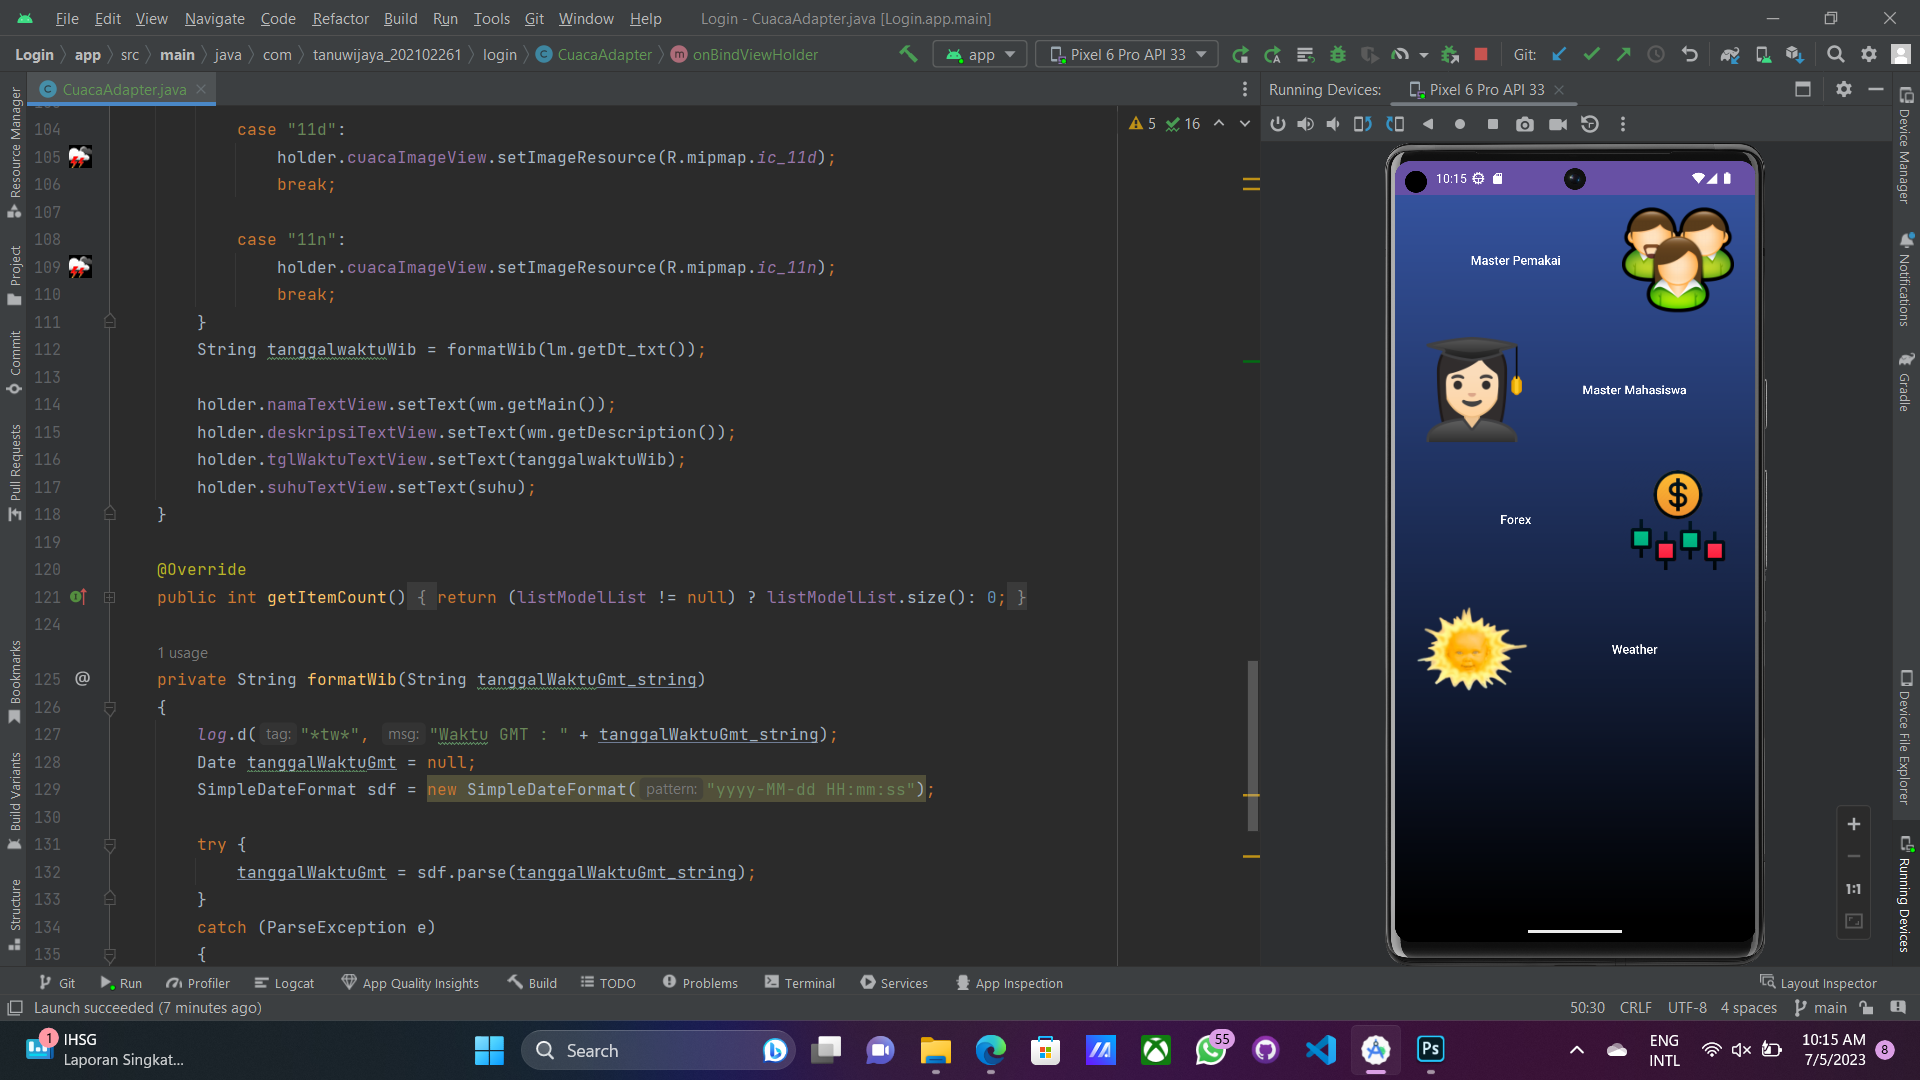 File Edit View Navigate Code Refactor Build Run Tools Git Window Help Login - CuacaAdapter.java [Login.app.main]
Login app src main java com tanuwijaya_202102261 login CuacaAdapter onBindViewHolder app Pixel 6 Pro API 33 Git:
CuacaAdapter.java
Running Devices: Pixel 6 Pro API 33
5 16
104 case "11d":
105 holder.cuacaImageView.setImageResource(R.mipmap.ic_11d);
106 break;
107
108 case "11n":
109 holder.cuacaImageView.setImageResource(R.mipmap.ic_11n);
110 break;
111 }
112 String tanggalwaktuWib = formatWib(lm.getDt_txt());
113
114 holder.namaTextView.setText(wm.getMain());
115 holder.deskripsiTextView.setText(wm.getDescription());
116 holder.tglWaktuTextView.setText(tanggalwaktuWib);
117 holder.suhuTextView.setText(suhu);
118 }
119
120 @Override
121 public int getItemCount() { return (listModelList != null) ? listModelList.size(): 0; }
124
1 usage
125 @ private String formatWib(String tanggalWaktuGmt_string)
126 {
127 log.d( tag: "*tw*", msg: "Waktu GMT : " + tanggalWaktuGmt_string);
128 Date tanggalWaktuGmt = null;
129 SimpleDateFormat sdf = new SimpleDateFormat( pattern: "yyyy-MM-dd HH:mm:ss");
130
131 try {
132 tanggalWaktuGmt = sdf.parse(tanggalWaktuGmt_string);
133 }
134 catch (ParseException e)
135 {
10:15
Master Pemakai
Master Mahasiswa
Forex
Weather
1:1
Resource Manager
Project
Commit
Pull Requests
Bookmarks
Build Variants
Structure
Device Manager
Notifications
Gradle
Device File Explorer
Running Devices
Git Run Profiler Logcat App Quality Insights Build TODO Problems Terminal Services App Inspection Layout Inspector
Launch succeeded (7 minutes ago) 50:30 CRLF UTF-8 4 spaces main
1
IHSG
Laporan Singkat...
Search
55
Ps
ENG
INTL
10:15 AM
7/5/2023
8